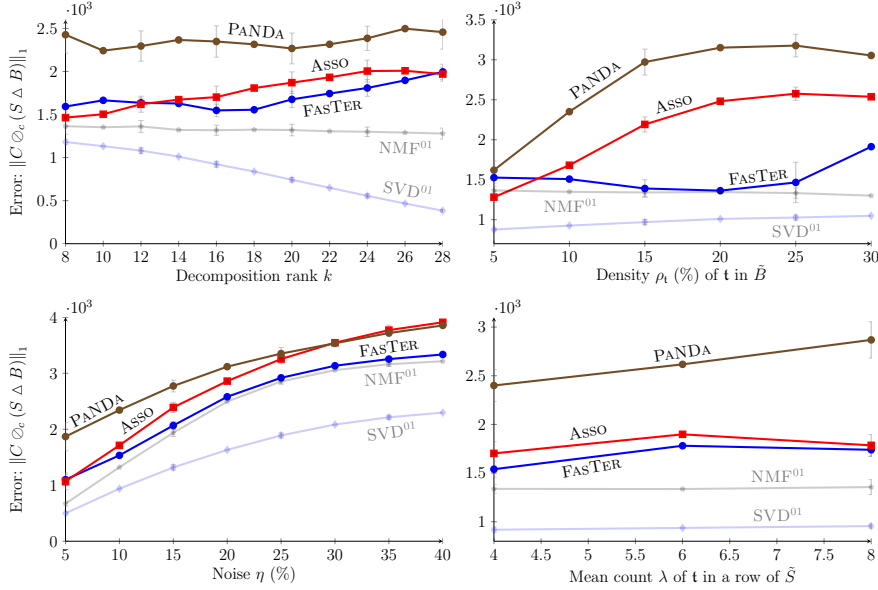 ·10³
2.5
2
1.5
1
0.5
0
8 10 12 14 16 18 20 22 24 26 28
Decomposition rank k
Error: ‖C ⊘c (S △ B)‖₁
PANDA
ASSO
FASTER
NMF⁰¹
SVD⁰¹
·10³
3.5
3
2.5
2
1.5
1
5 10 15 20 25 30
Density ρt (%) of t in B̃
PANDA
ASSO
FASTER
NMF⁰¹
SVD⁰¹
·10³
4
3
2
1
0
5 10 15 20 25 30 35 40
Noise η (%)
Error: ‖C ⊘c (S △ B)‖₁
PANDA
ASSO
FASTER
NMF⁰¹
SVD⁰¹
·10³
3
2.5
2
1.5
1
4 4.5 5 5.5 6 6.5 7 7.5 8
Mean count λ of t in a row of S̃
PANDA
ASSO
FASTER
NMF⁰¹
SVD⁰¹